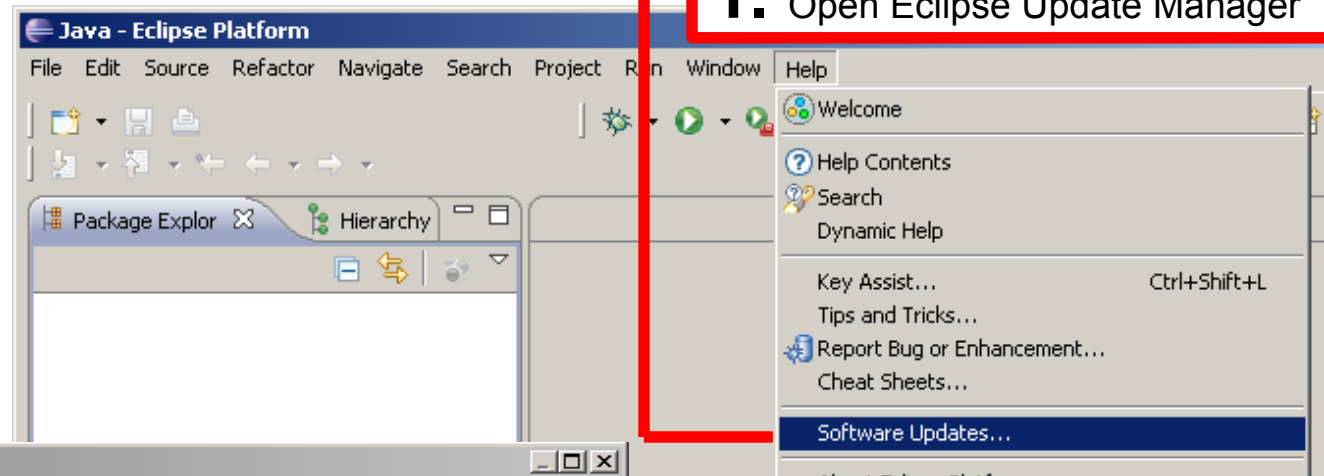 1. Open Eclipse Update Manager
Java - Eclipse Platform
File Edit Source Refactor Navigate Search Project Run Window Help
Welcome
Help Contents
Search
Dynamic Help
Key Assist... Ctrl+Shift+L
Tips and Tricks...
Report Bug or Enhancement...
Cheat Sheets...
Software Updates...
Package Explor Hierarchy